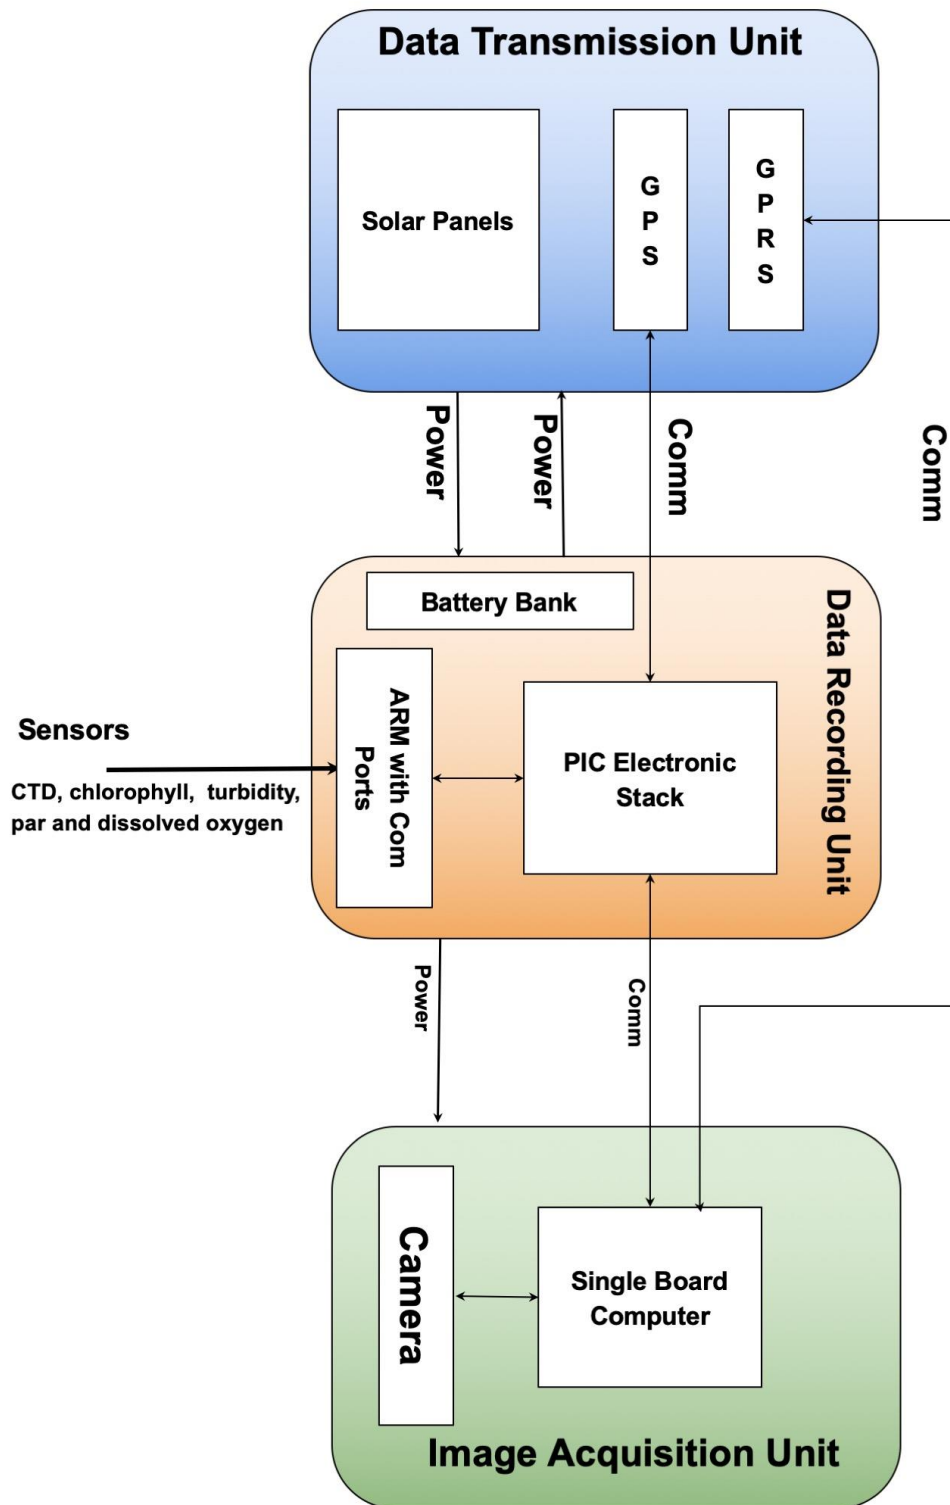 Data Transmission Unit
Solar Panels
G
P
S
G
P
R
S
Power
Power
Comm
Comm
Battery Bank
Data Recording Unit
ARM with Com
Ports
PIC Electronic
Stack
Sensors
CTD, chlorophyll, turbidity,
par and dissolved oxygen
Power
Comm
Camera
Single Board
Computer
Image Acquisition Unit